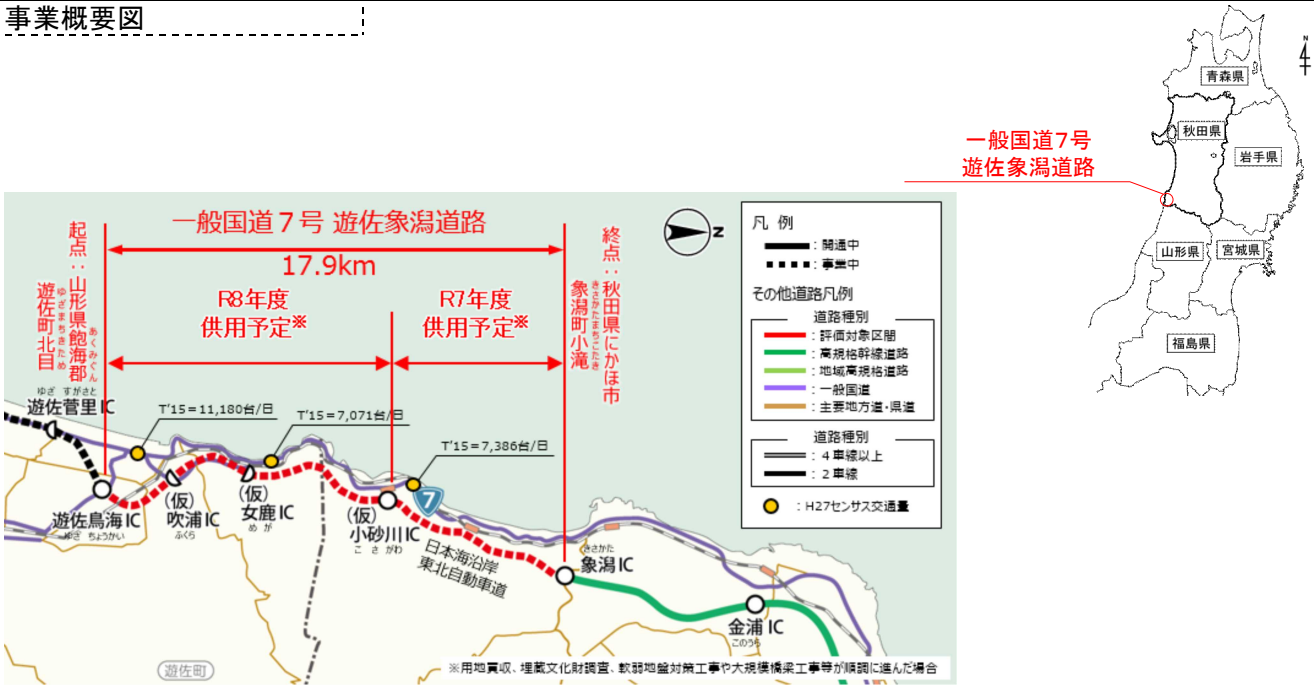 事業概要図
N
青森県
秋田県
岩手県
山形県
宮城県
福島県
一般国道7号
遊佐象潟道路
一般国道7号 遊佐象潟道路
17.9km
R8年度
供用予定※
R7年度
供用予定※
起点：山形県飽海郡
あくみぐん
遊佐町北目
ゆざまちきため
終点：秋田県にかほ市
象潟町小滝
きさかたまちこたき
N
凡 例
：開通中
：事業中
その他道路凡例
道路種別
：評価対象区間
：高規格幹線道路
：地域高規格道路
：一般国道
：主要地方道・県道
道路種別
：4車線以上
：2車線
：H27センサス交通量
ゆざ すがさと
遊佐菅里IC
T'15=11,180台/日
T'15=7,071台/日
T'15=7,386台/日
7
遊佐鳥海IC
ゆざ ちょうかい
(仮)
吹浦IC
ふくら
(仮)
女鹿IC
めが
(仮)
小砂川IC
こさがわ
日本海沿岸
東北自動車道
きさかた
象潟IC
金浦IC
このうら
遊佐町
※用地買収、埋蔵文化財調査、軟弱地盤対策工事や大規模橋梁工事等が順調に進んだ場合